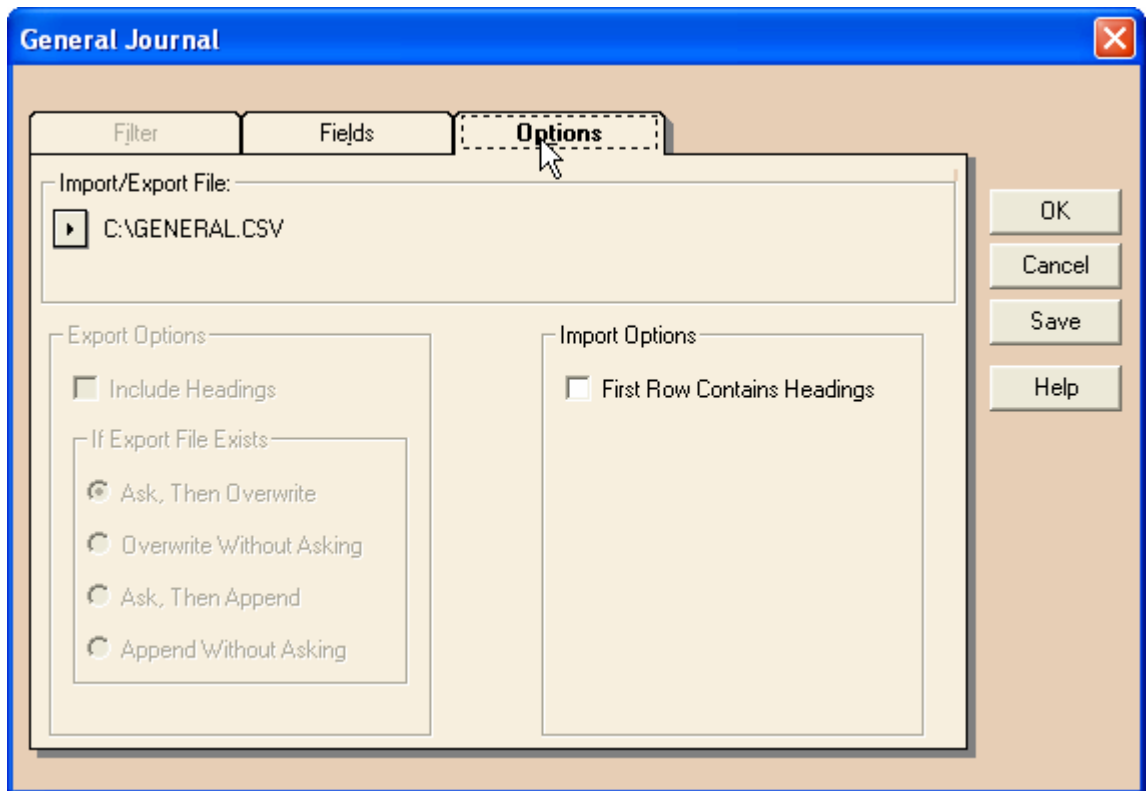 General Journal
Filter
Fields
Options
Import/Export File:
C:\GENERAL.CSV
OK
Cancel
Save
Help
Export Options
Include Headings
If Export File Exists
Ask, Then Overwrite
Overwrite Without Asking
Ask, Then Append
Append Without Asking
Import Options
First Row Contains Headings